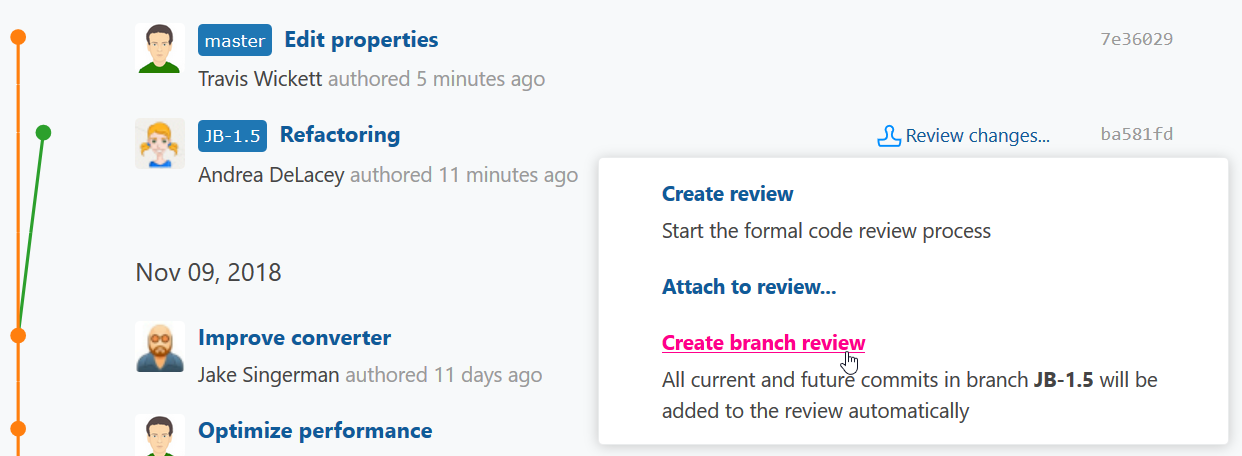 master Edit properties 7e36029
Travis Wickett authored 5 minutes ago
JB-1.5 Refactoring Review changes... ba581fd
Andrea DeLacey authored 11 minutes ago
Create review
Start the formal code review process
Attach to review...
Create branch review
All current and future commits in branch JB-1.5 will be
added to the review automatically
Nov 09, 2018
Improve converter
Jake Singerman authored 11 days ago
Optimize performance